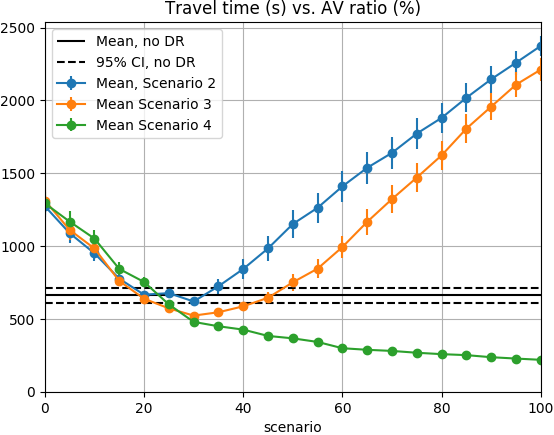 Travel time (s) vs. AV ratio (%)
2500
2000
1500
1000
500
0
Mean, no DR
95% CI, no DR
Mean, Scenario 2
Mean Scenario 3
Mean Scenario 4
0 20 40 60 80 100
scenario